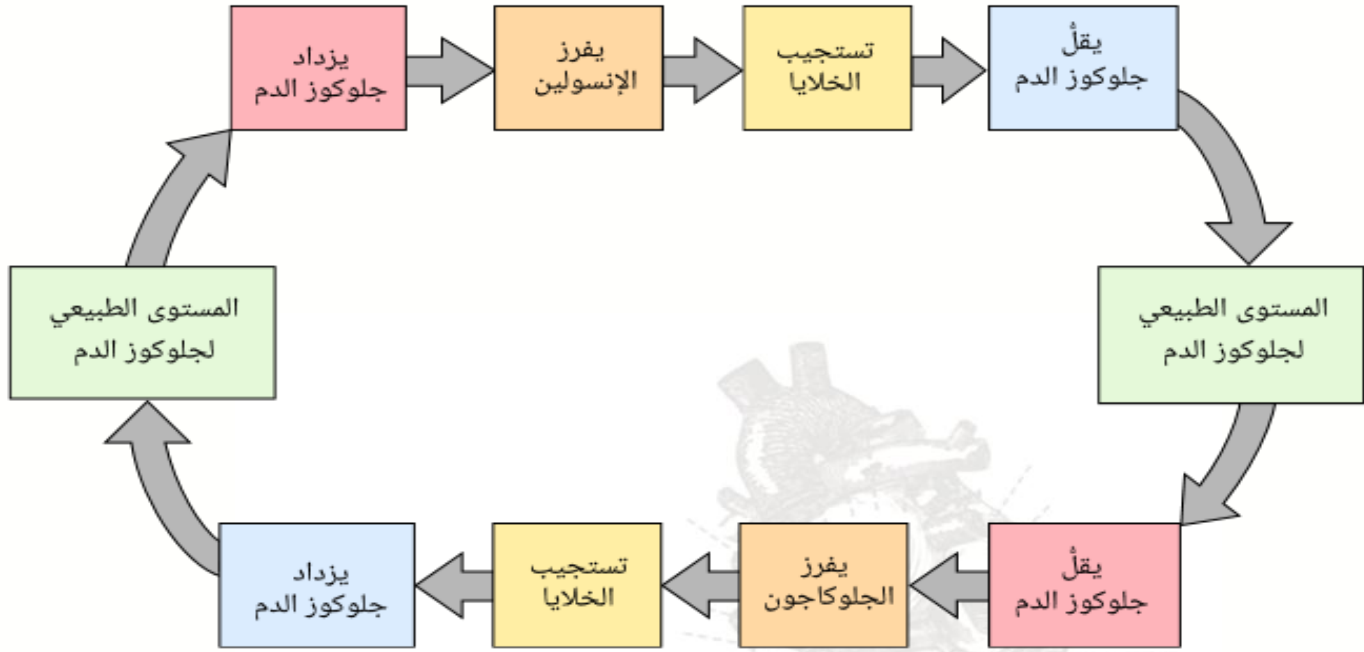 يزداد
جلوكوز الدم
يفرز
الإنسولين
تستجيب
الخلايا
يقلُّ
جلوكوز الدم
المستوى الطبيعي
لجلوكوز الدم
المستوى الطبيعي
لجلوكوز الدم
يقلُّ
جلوكوز الدم
يفرز
الجلوكاجون
تستجيب
الخلايا
يزداد
جلوكوز الدم